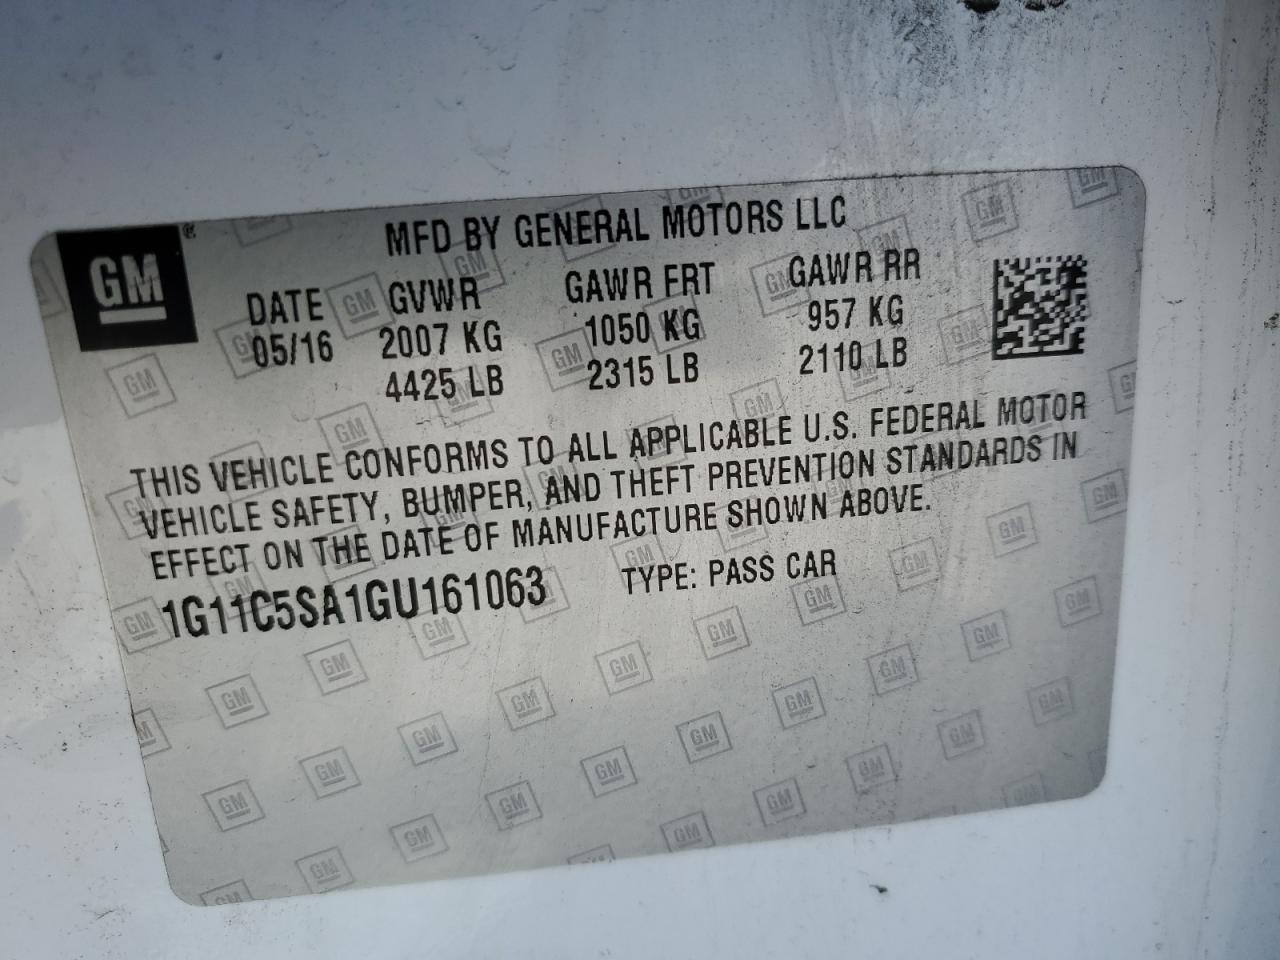 GM ®
MFD BY GENERAL MOTORS LLC
DATE GVWR GAWR FRT GAWR RR
05/16 2007 KG 1050 KG 957 KG
4425 LB 2315 LB 2110 LB
THIS VEHICLE CONFORMS TO ALL APPLICABLE U.S. FEDERAL MOTOR
VEHICLE SAFETY, BUMPER, AND THEFT PREVENTION STANDARDS IN
EFFECT ON THE DATE OF MANUFACTURE SHOWN ABOVE.
1G11C5SA1GU161063 TYPE: PASS CAR